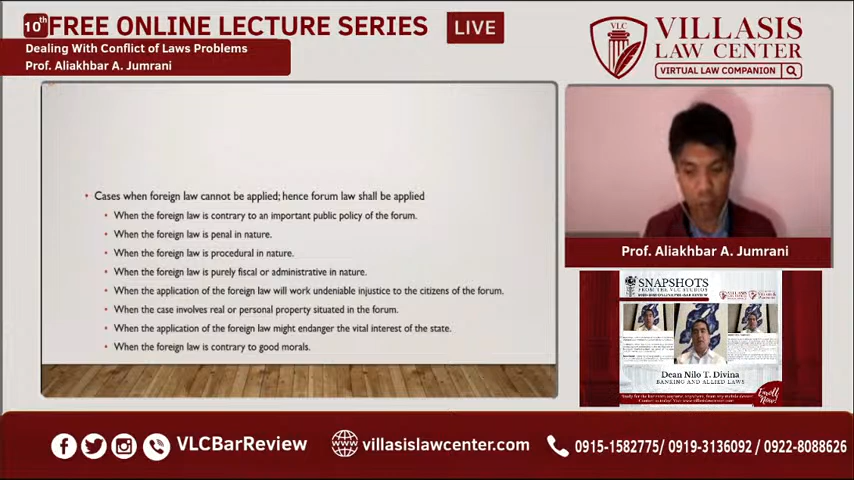 10th FREE ONLINE LECTURE SERIES
LIVE
Dealing With Conflict of Laws Problems
Prof. Aliakhbar A. Jumrani
VLC
VILLASIS
LAW CENTER
VIRTUAL LAW COMPANION
• Cases when foreign law cannot be applied; hence forum law shall be applied
• When the foreign law is contrary to an important public policy of the forum.
• When the foreign law is penal in nature.
• When the foreign law is procedural in nature.
• When the foreign law is purely fiscal or administrative in nature.
• When the application of the foreign law will work undeniable injustice to the citizens of the forum.
• When the case involves real or personal property situated in the forum.
• When the application of the foreign law might endanger the vital interest of the state.
• When the foreign law is contrary to good morals.
Prof. Aliakhbar A. Jumrani
SNAPSHOTS
FROM THE VLC STUDIOS
Dean Nilo T. Divina
BANKING AND ALLIED LAWS
Enroll Now!
VLCBarReview
villasislawcenter.com
0915-1582775/ 0919-3136092 / 0922-8088626